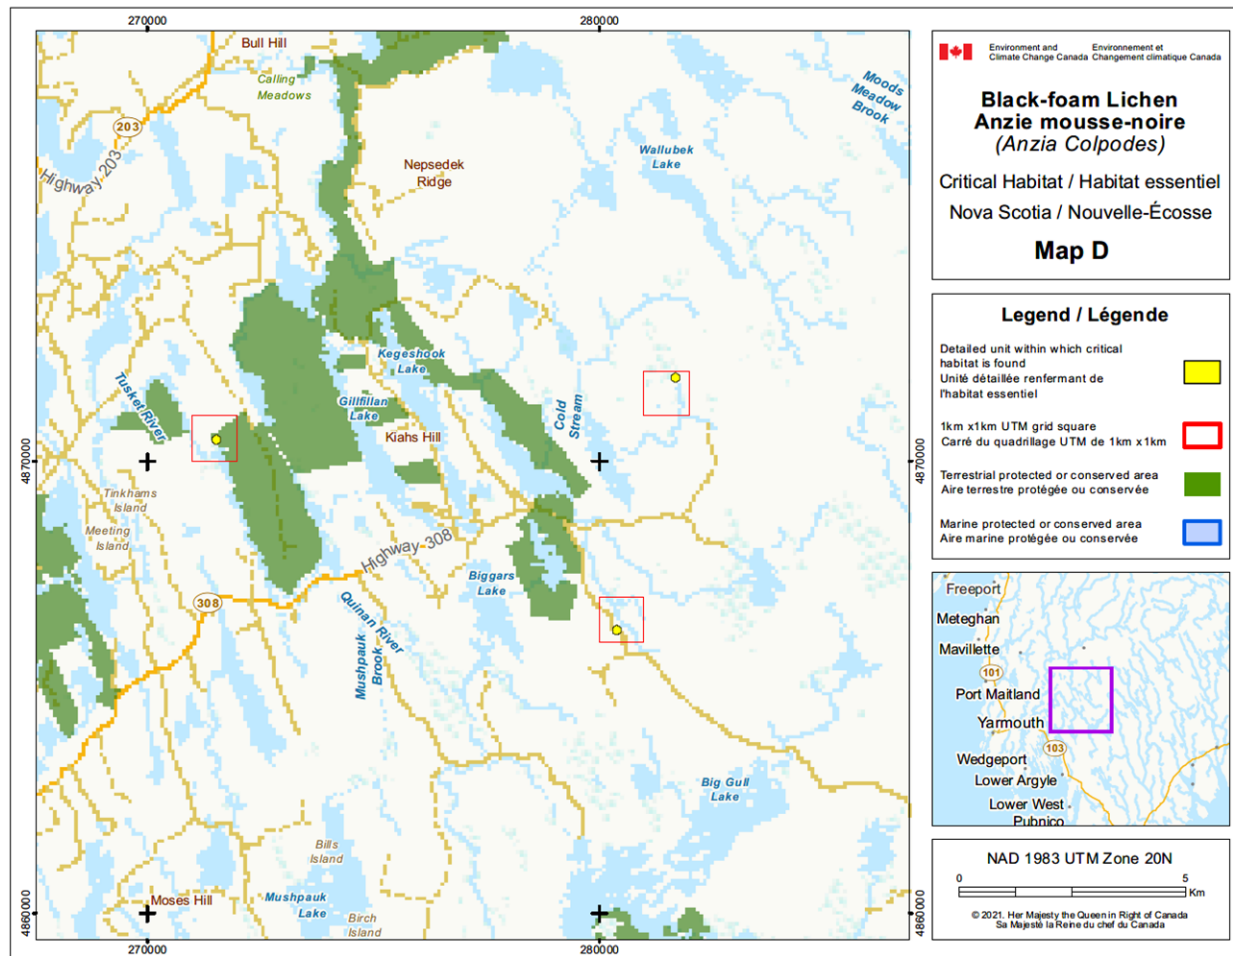 270000
280000
Bull Hill
Calling
Meadows
Moods
Meadow
Brook
203
Highway 203
Nepsedek
Ridge
Wallubek
Lake
Kegeshook
Lake
Tusket River
Gillfillan
Lake
Cold
Stream
Kiahs Hill
4870000
4870000
Tinkhams
Island
Meeting
Island
Highway 308
308
Biggars
Lake
Quinan River
Mushpauk
Brook
Big Gull
Lake
Bills
Island
Moses Hill
Mushpauk
Lake
Birch
Island
4860000
4860000
270000
280000
Environment and
Climate Change Canada
Environnement et
Changement climatique Canada
Black-foam Lichen
Anzie mousse-noire
(Anzia Colpodes)
Critical Habitat / Habitat essentiel
Nova Scotia / Nouvelle-Écosse
Map D
Legend / Légende
Detailed unit within which critical
habitat is found
Unité détaillée renfermant de
l'habitat essentiel
1km x1km UTM grid square
Carré du quadrillage UTM de 1km x1km
Terrestrial protected or conserved area
Aire terrestre protégée ou conservée
Marine protected or conserved area
Aire marine protégée ou conservée
Freeport
Meteghan
Mavillette
101
Port Maitland
Yarmouth
103
Wedgeport
Lower Argyle
Lower West
Pubnico
NAD 1983 UTM Zone 20N
0
5
Km
© 2021. Her Majesty the Queen in Right of Canada
Sa Majesté la Reine du chef du Canada